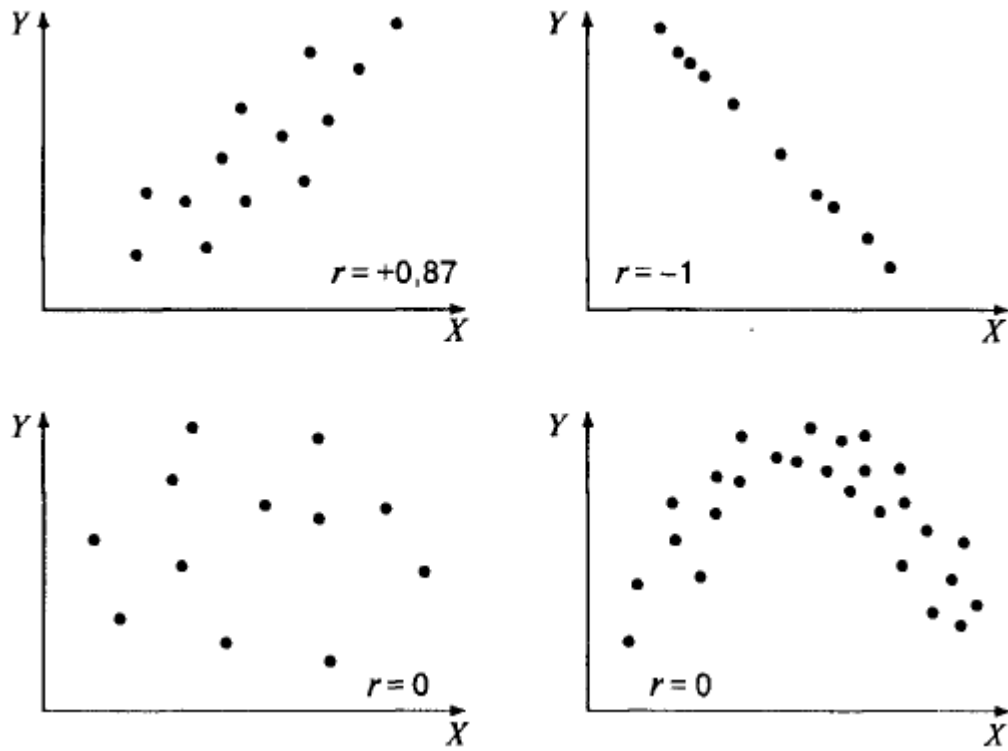 Y
r = +0,87
X
Y
r = −1
X
Y
r = 0
X
Y
r = 0
X